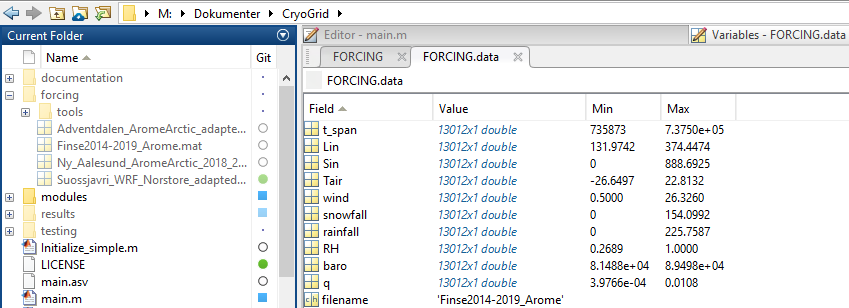 M: Dokumenter CryoGrid
Current Folder
Name Git
documentation
forcing
tools
Adventdalen_AromeArctic_adapte...
Finse2014-2019_Arome.mat
Ny_Aalesund_AromeArctic_2018_2...
Suossjavri_WRF_Norstore_adapted...
modules
results
testing
Initialize_simple.m
LICENSE
main.asv
main.m
Editor - main.m
Variables - FORCING.data
FORCING
FORCING.data
FORCING.data
Field Value Min Max
t_span 13012x1 double 735873 7.3750e+05
Lin 13012x1 double 131.9742 374.4474
Sin 13012x1 double 0 888.6925
Tair 13012x1 double -26.6497 22.8132
wind 13012x1 double 0.5000 26.3260
snowfall 13012x1 double 0 154.0992
rainfall 13012x1 double 0 225.7587
RH 13012x1 double 0.2689 1.0000
baro 13012x1 double 8.1488e+04 8.9498e+04
q 13012x1 double 3.9766e-04 0.0108
filename 'Finse2014-2019_Arome'